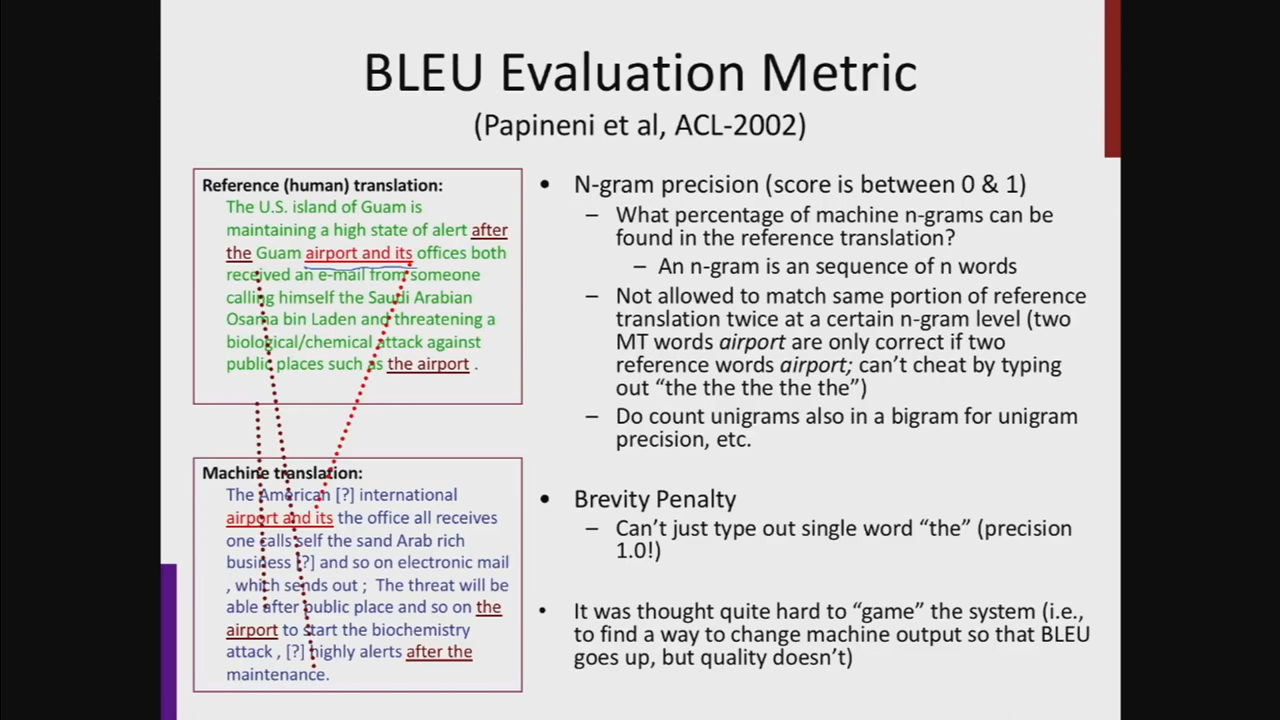 BLEU Evaluation Metric
(Papineni et al, ACL-2002)
Reference (human) translation:
The U.S. island of Guam is
maintaining a high state of alert after
the Guam airport and its offices both
received an e-mail from someone
calling himself the Saudi Arabian
Osama bin Laden and threatening a
biological/chemical attack against
public places such as the airport .
Machine translation:
The American [?] international
airport and its the office all receives
one calls self the sand Arab rich
business [?] and so on electronic mail
, which sends out ; The threat will be
able after public place and so on the
airport to start the biochemistry
attack , [?] highly alerts after the
maintenance.
• N-gram precision (score is between 0 & 1)
– What percentage of machine n-grams can be
found in the reference translation?
– An n-gram is an sequence of n words
– Not allowed to match same portion of reference
translation twice at a certain n-gram level (two
MT words airport are only correct if two
reference words airport; can't cheat by typing
out "the the the the the")
– Do count unigrams also in a bigram for unigram
precision, etc.
• Brevity Penalty
– Can't just type out single word "the" (precision
1.0!)
• It was thought quite hard to "game" the system (i.e.,
to find a way to change machine output so that BLEU
goes up, but quality doesn't)